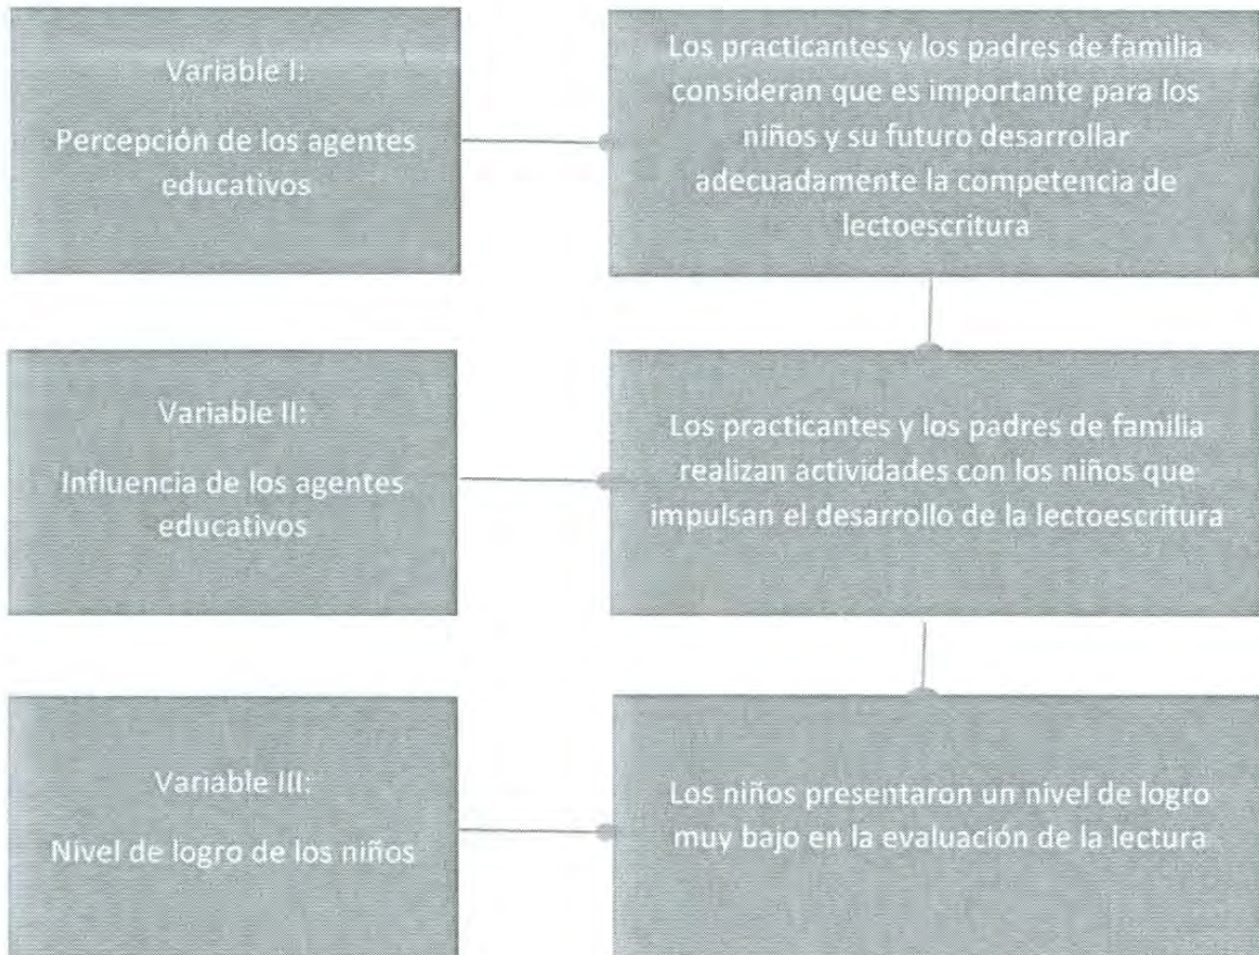 Variable I:
Percepción de los agentes
educativos
Los practicantes y los padres de familia
consideran que es importante para los
niños y su futuro desarrollar
adecuadamente la competencia de
lectoescritura
Variable II:
Influencia de los agentes
educativos
Los practicantes y los padres de familia
realizan actividades con los niños que
impulsan el desarrollo de la lectoescritura
Variable III:
Nivel de logro de los niños
Los niños presentaron un nivel de logro
muy bajo en la evaluación de la lectura